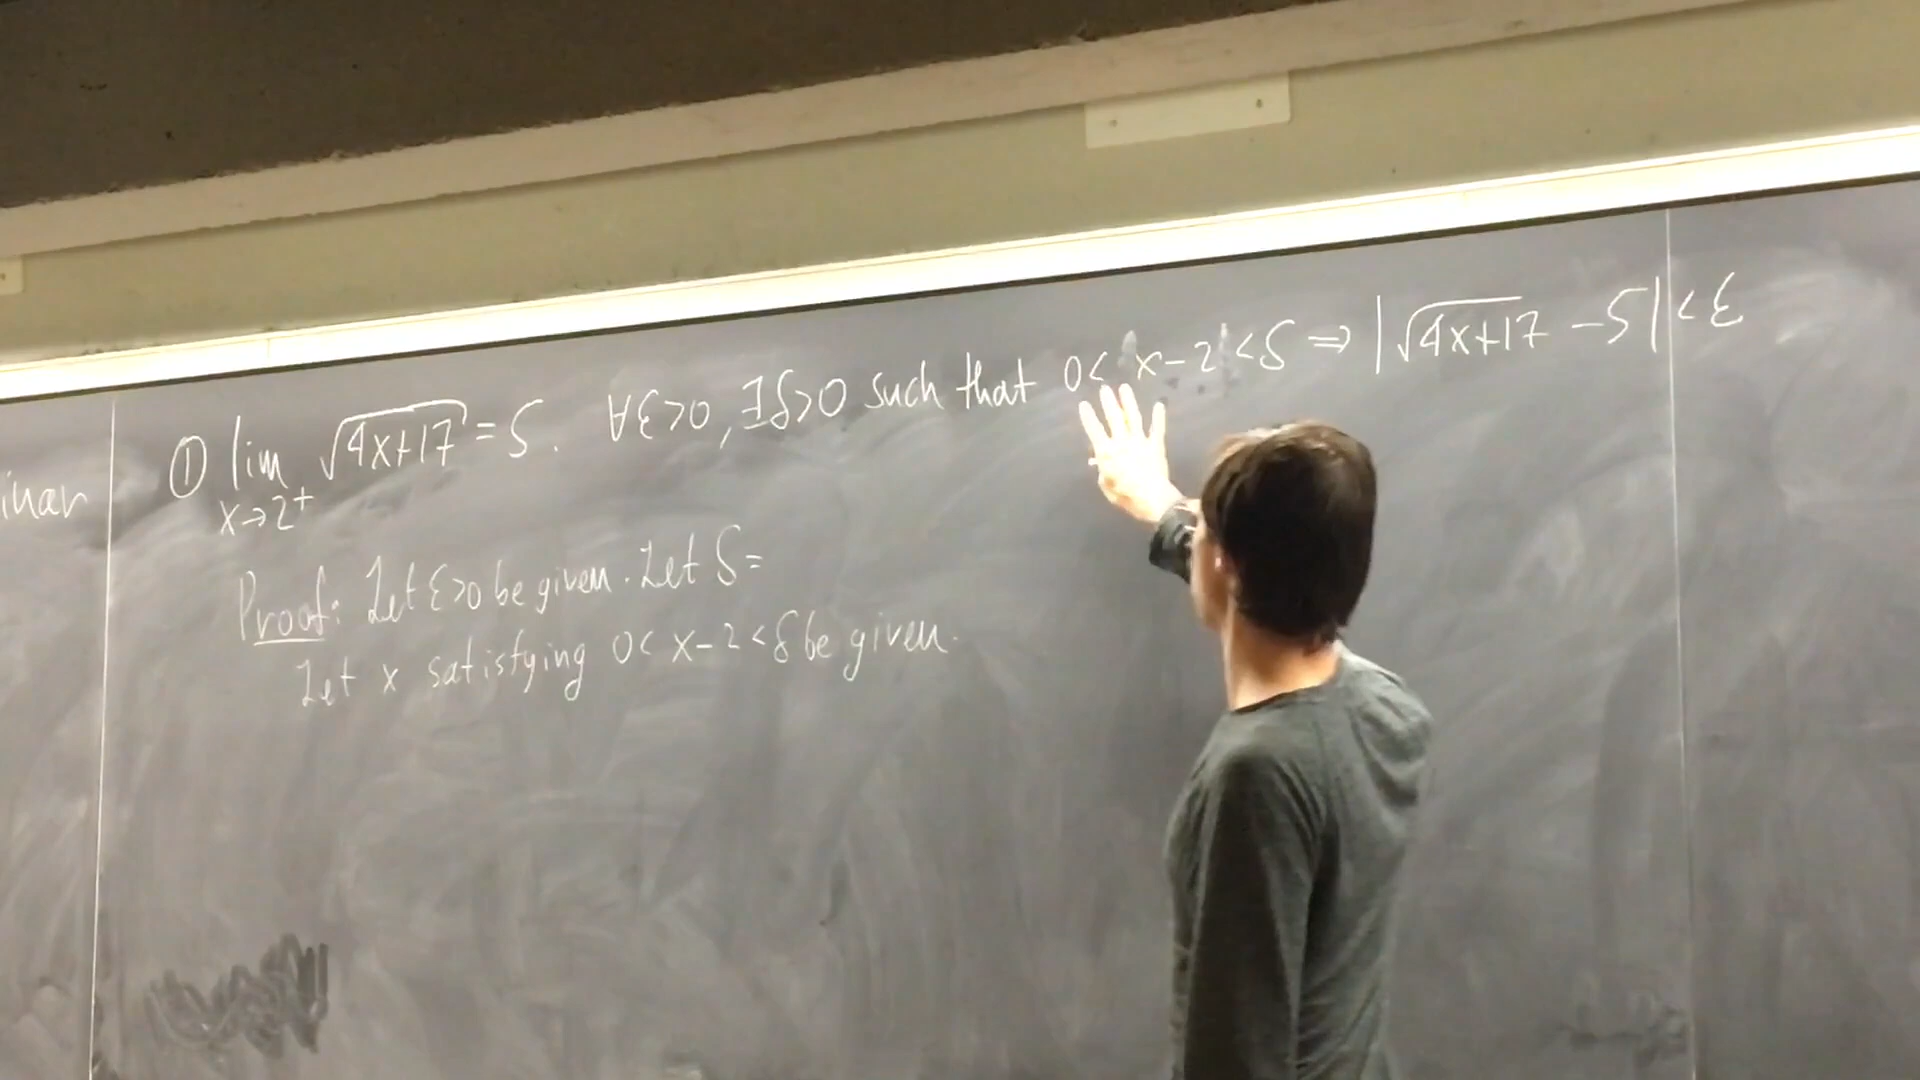 ① lim √4x+17 = 5. ∀ε>0, ∃δ>0 such that 0< x-2 <δ ⇒ |√4x+17 -5| <ε
x→2⁺
Proof: Let ε>0 be given. Let δ=
Let x satisfying 0< x-2 <δ be given.